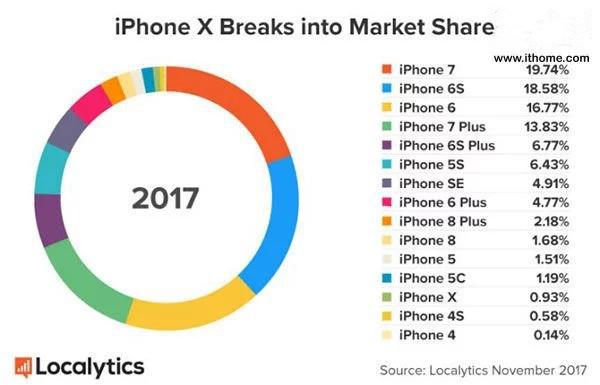 iPhone X Breaks into Market Share
www.ithome.com
iPhone 7 19.74%
iPhone 6S 18.58%
iPhone 6 16.77%
iPhone 7 Plus 13.83%
iPhone 6S Plus 6.77%
iPhone 5S 6.43%
iPhone SE 4.91%
iPhone 6 Plus 4.77%
iPhone 8 Plus 2.18%
iPhone 8 1.68%
iPhone 5 1.51%
iPhone 5C 1.19%
iPhone X 0.93%
iPhone 4S 0.58%
iPhone 4 0.14%
2017
Localytics
Source: Localytics November 2017